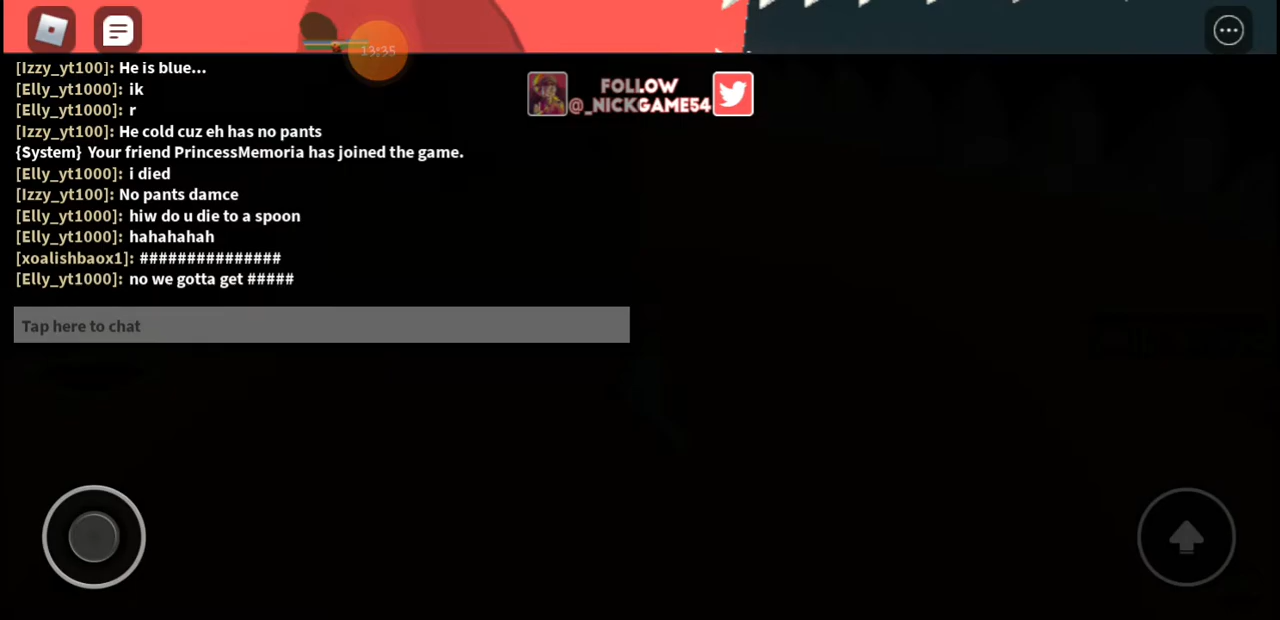 13:35
[Izzy_yt100]: He is blue...
[Elly_yt1000]: ik
[Elly_yt1000]: r
[Izzy_yt100]: He cold cuz eh has no pants
{System} Your friend PrincessMemoria has joined the game.
[Elly_yt1000]: i died
[Izzy_yt100]: No pants damce
[Elly_yt1000]: hiw do u die to a spoon
[Elly_yt1000]: hahahahah
[xoalishbaox1]: ###############
[Elly_yt1000]: no we gotta get #####
Tap here to chat
FOLLOW
@_NICKGAME54